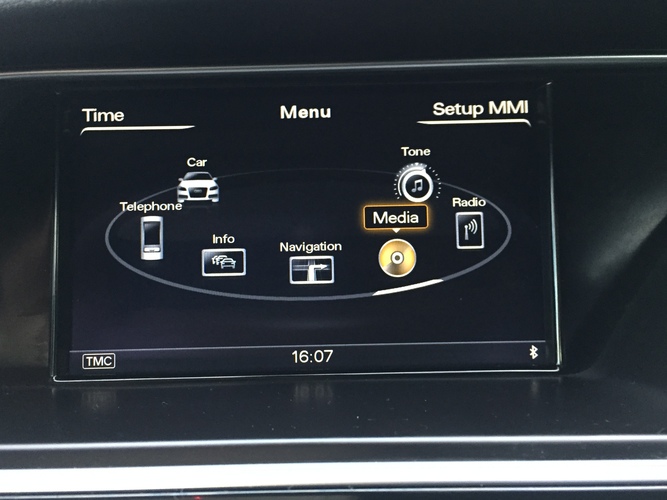 Time
Menu
Setup MMI
Car
Tone
Telephone
Media
Radio
Info
Navigation
TMC
16:07